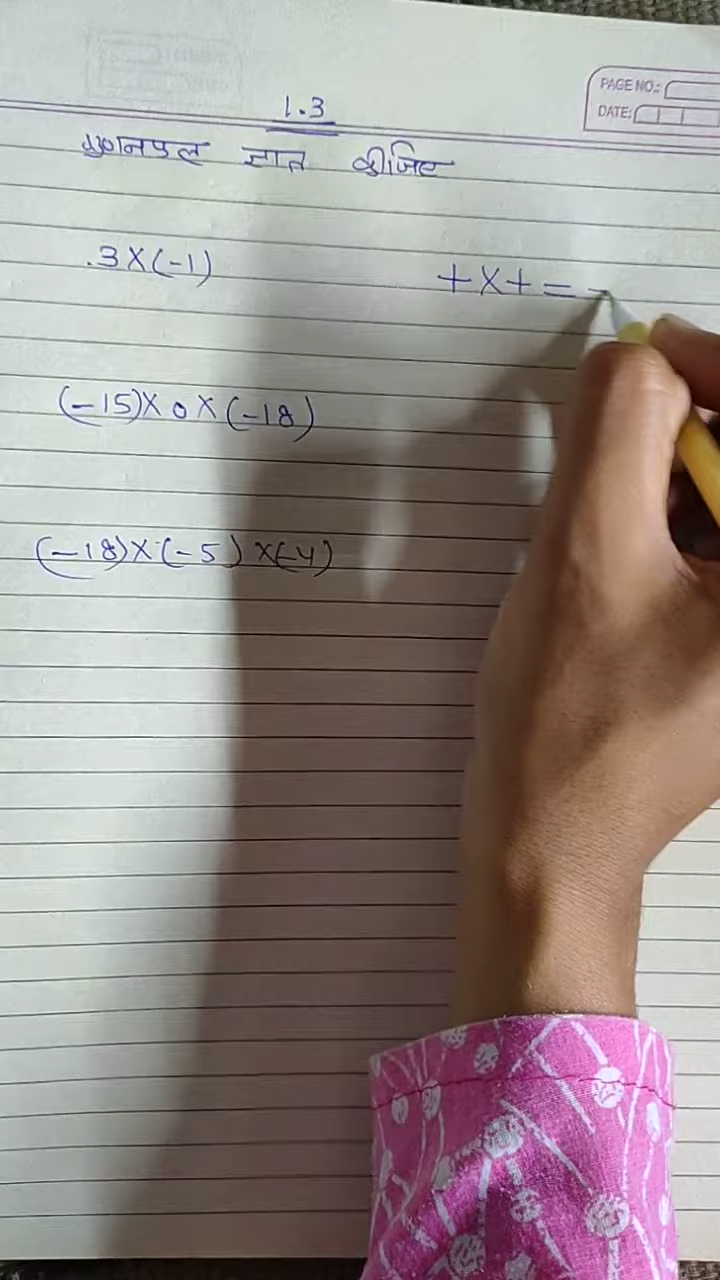 PAGE NO.:
DATE:
1.3
गुणनफल ज्ञात कीजिए
.3×(-1)
+×+=-
(-15)×0×(-18)
(-18)×(-5)×(-4)